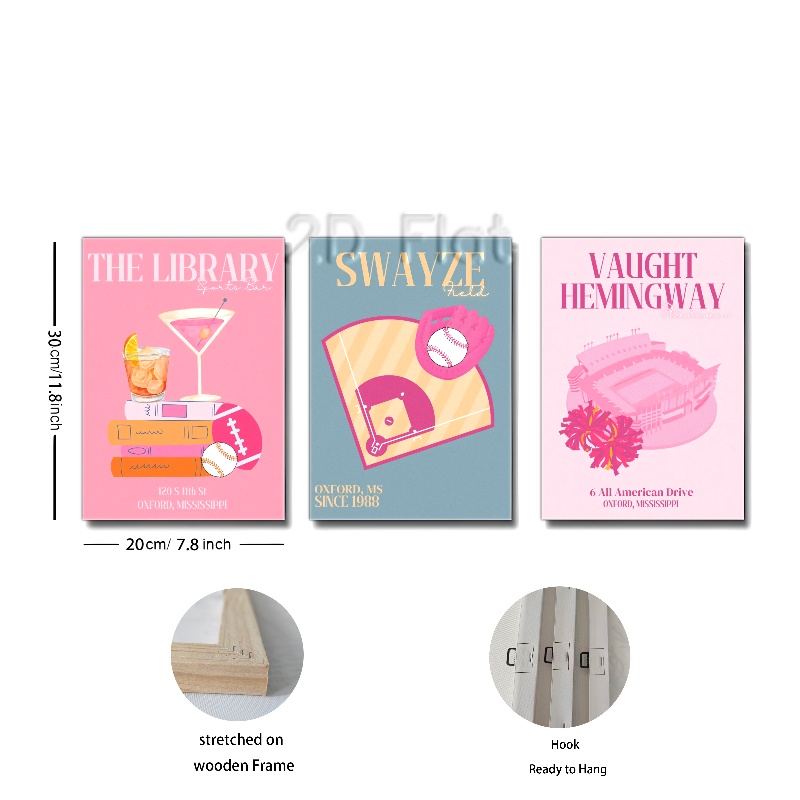 2D Flat
THE LIBRARY
Sports Bar
120 S 11th St
OXFORD, MISSISSIPPI
SWAYZE
Field
OXFORD, MS
SINCE 1988
VAUGHT
HEMINGWAY
6 All American Drive
OXFORD, MISSISSIPPI
30cm/11.8inch
20cm/ 7.8 inch
stretched on
wooden Frame
Hook
Ready to Hang